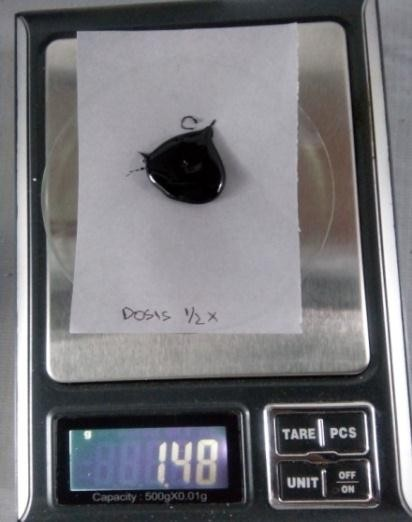 C
DOSIS 1/2 X
g
1.48
Capacity : 500gX0.01g
TARE PCS
UNIT OFF
ON